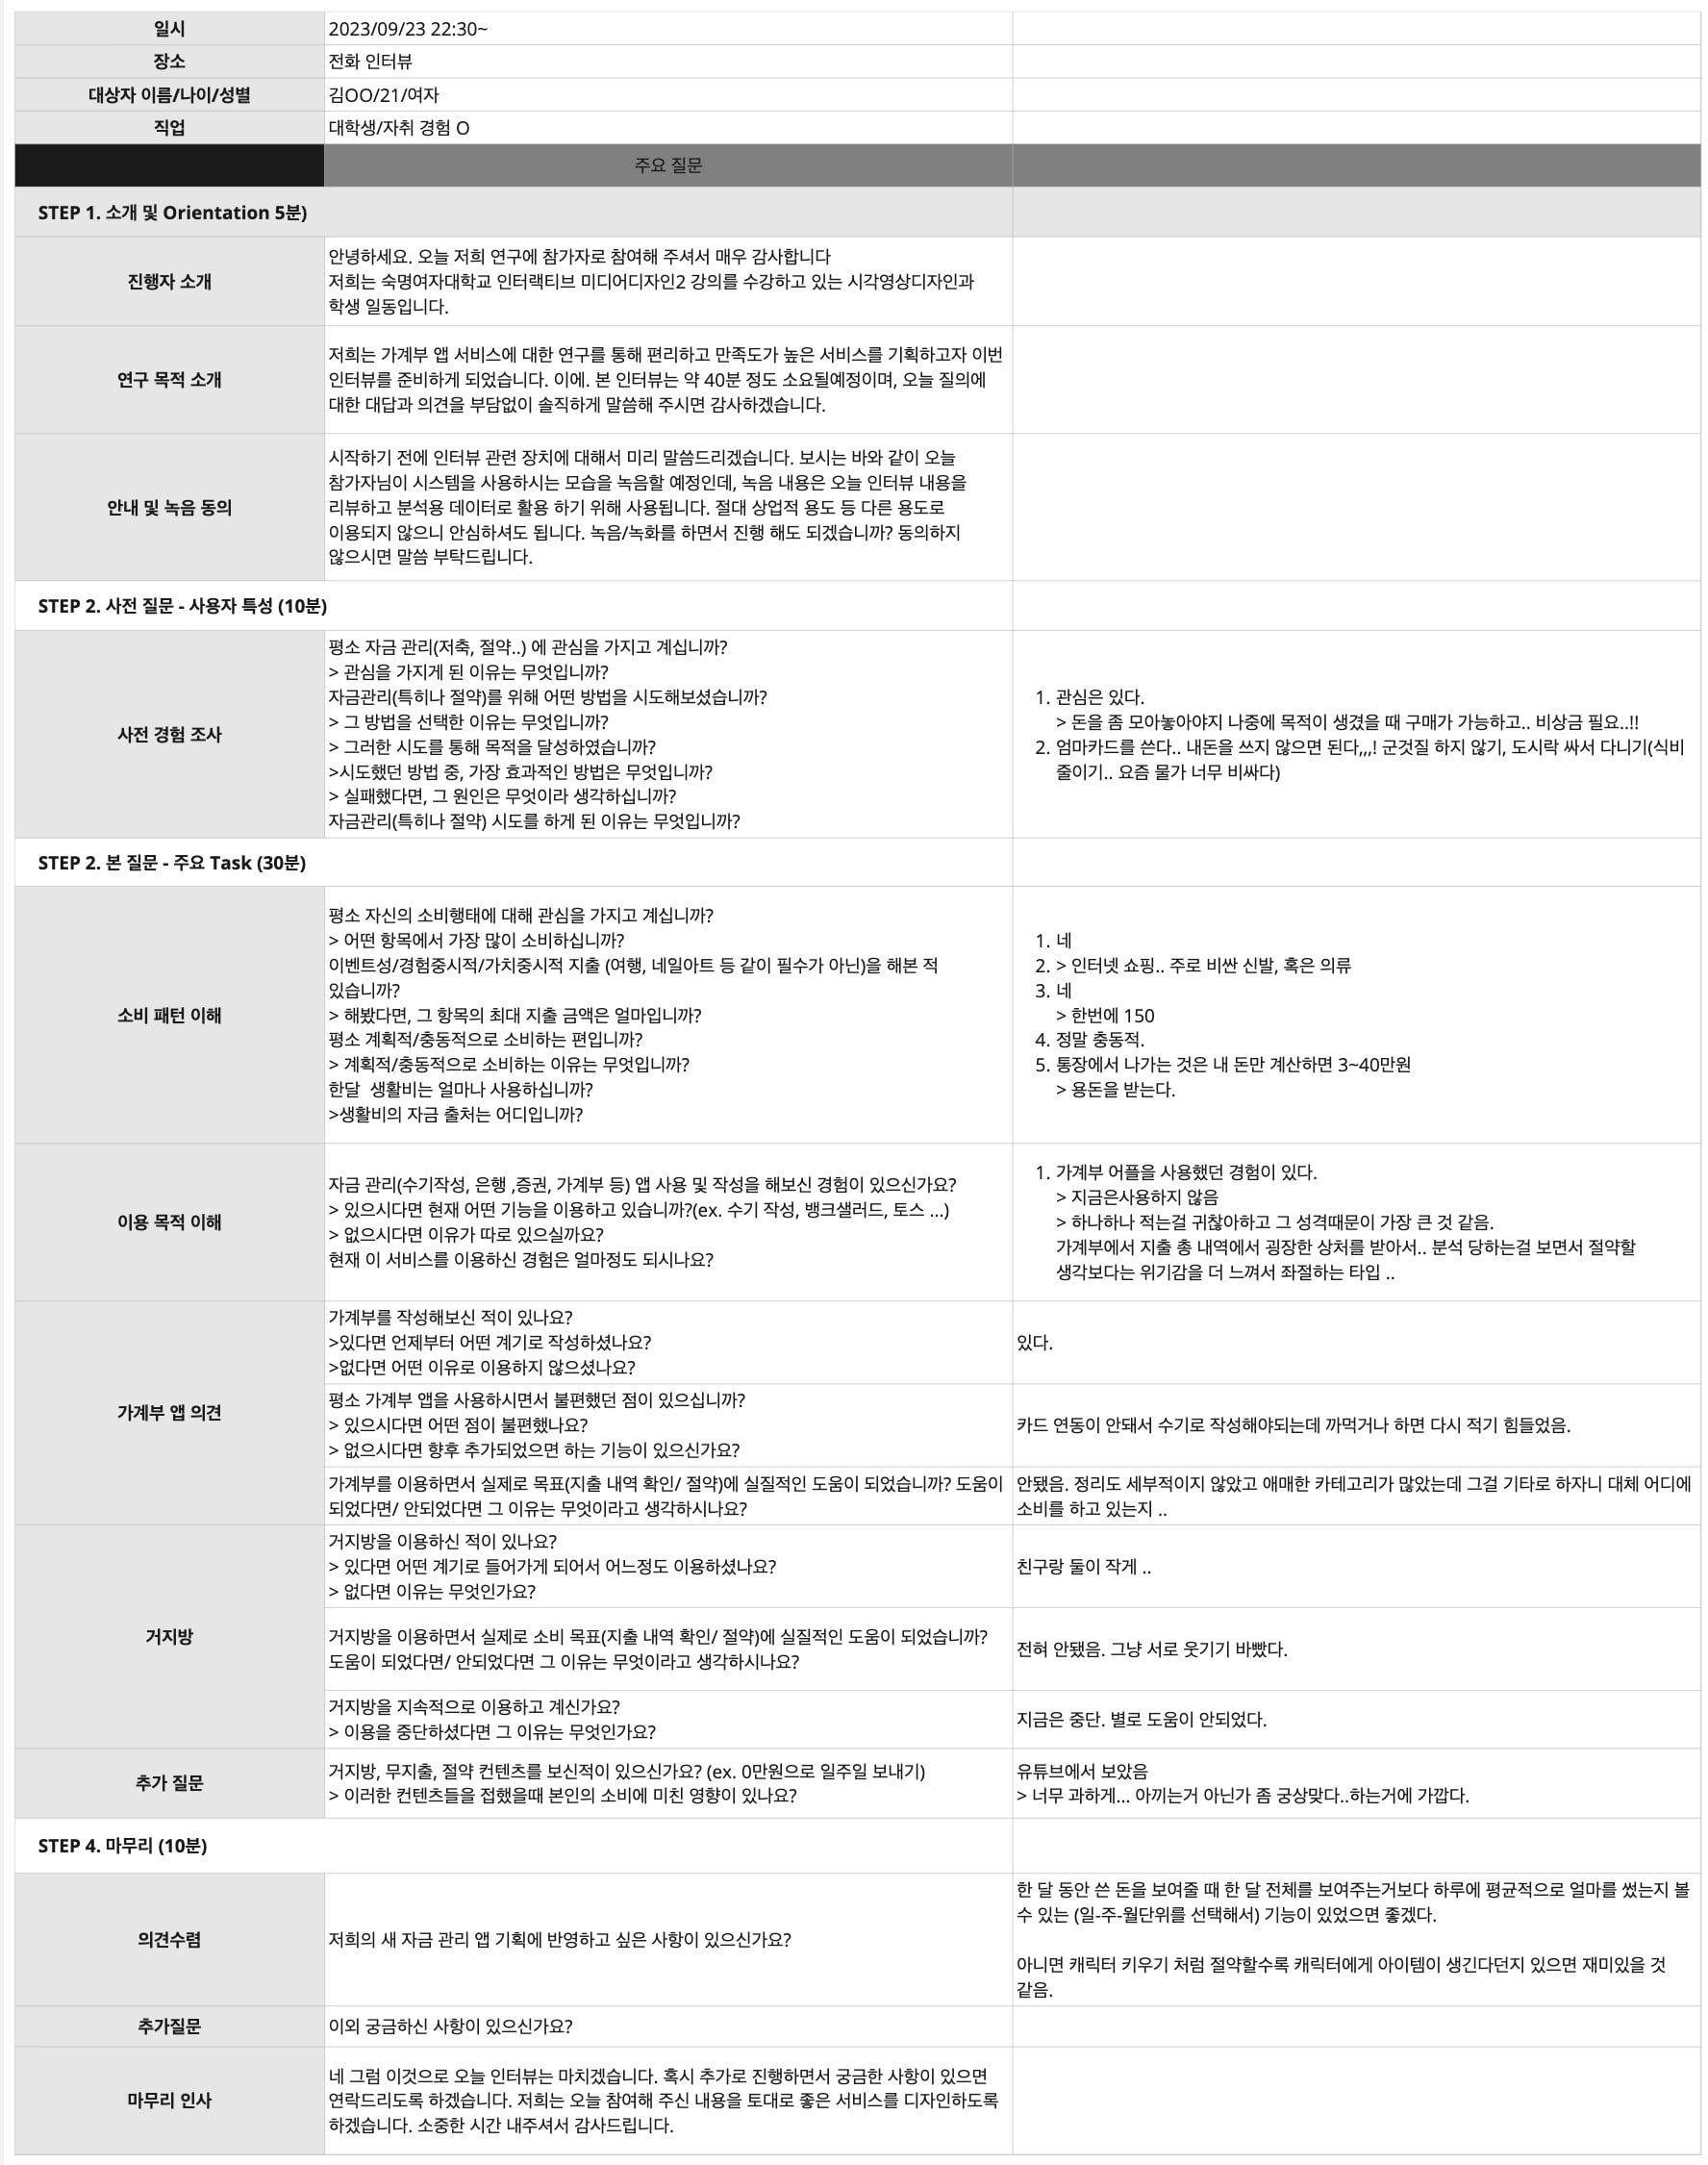 일시
2023/09/23 22:30~
장소
전화 인터뷰
대상자 이름/나이/성별
김OO/21/여자
직업
대학생/자취 경험 O
주요 질문
STEP 1. 소개 및 Orientation 5분)
진행자 소개
안녕하세요. 오늘 저희 연구에 참가자로 참여해 주셔서 매우 감사합니다
저희는 숙명여자대학교 인터랙티브 미디어디자인2 강의를 수강하고 있는 시각영상디자인과
학생 일동입니다.
연구 목적 소개
저희는 가계부 앱 서비스에 대한 연구를 통해 편리하고 만족도가 높은 서비스를 기획하고자 이번
인터뷰를 준비하게 되었습니다. 이에. 본 인터뷰는 약 40분 정도 소요될예정이며, 오늘 질의에
대한 대답과 의견을 부담없이 솔직하게 말씀해 주시면 감사하겠습니다.
안내 및 녹음 동의
시작하기 전에 인터뷰 관련 장치에 대해서 미리 말씀드리겠습니다. 보시는 바와 같이 오늘
참가자님이 시스템을 사용하시는 모습을 녹음할 예정인데, 녹음 내용은 오늘 인터뷰 내용을
리뷰하고 분석용 데이터로 활용 하기 위해 사용됩니다. 절대 상업적 용도 등 다른 용도로
이용되지 않으니 안심하셔도 됩니다. 녹음/녹화를 하면서 진행 해도 되겠습니까? 동의하지
않으시면 말씀 부탁드립니다.
STEP 2. 사전 질문 - 사용자 특성 (10분)
사전 경험 조사
평소 자금 관리(저축, 절약..) 에 관심을 가지고 계십니까?
> 관심을 가지게 된 이유는 무엇입니까?
자금관리(특히나 절약)를 위해 어떤 방법을 시도해보셨습니까?
> 그 방법을 선택한 이유는 무엇입니까?
> 그러한 시도를 통해 목적을 달성하였습니까?
>시도했던 방법 중, 가장 효과적인 방법은 무엇입니까?
> 실패했다면, 그 원인은 무엇이라 생각하십니까?
자금관리(특히나 절약) 시도를 하게 된 이유는 무엇입니까?
1. 관심은 있다.
> 돈을 좀 모아놓아야지 나중에 목적이 생겼을 때 구매가 가능하고.. 비상금 필요..!!
2. 엄마카드를 쓴다.. 내돈을 쓰지 않으면 된다,,,! 군것질 하지 않기, 도시락 싸서 다니기(식비
줄이기.. 요즘 물가 너무 비싸다)
STEP 2. 본 질문 - 주요 Task (30분)
소비 패턴 이해
평소 자신의 소비행태에 대해 관심을 가지고 계십니까?
> 어떤 항목에서 가장 많이 소비하십니까?
이벤트성/경험중시적/가치중시적 지출 (여행, 네일아트 등 같이 필수가 아닌)을 해본 적
있습니까?
> 해봤다면, 그 항목의 최대 지출 금액은 얼마입니까?
평소 계획적/충동적으로 소비하는 편입니까?
> 계획적/충동적으로 소비하는 이유는 무엇입니까?
한달  생활비는 얼마나 사용하십니까?
>생활비의 자금 출처는 어디입니까?
1. 네
2. > 인터넷 쇼핑.. 주로 비싼 신발, 혹은 의류
3. 네
> 한번에 150
4. 정말 충동적.
5. 통장에서 나가는 것은 내 돈만 계산하면 3~40만원
> 용돈을 받는다.
이용 목적 이해
자금 관리(수기작성, 은행 ,증권, 가계부 등) 앱 사용 및 작성을 해보신 경험이 있으신가요?
> 있으시다면 현재 어떤 기능을 이용하고 있습니까?(ex. 수기 작성, 뱅크샐러드, 토스 ...)
> 없으시다면 이유가 따로 있으실까요?
현재 이 서비스를 이용하신 경험은 얼마정도 되시나요?
1. 가계부 어플을 사용했던 경험이 있다.
> 지금은사용하지 않음
> 하나하나 적는걸 귀찮아하고 그 성격때문이 가장 큰 것 같음.
가계부에서 지출 총 내역에서 굉장한 상처를 받아서.. 분석 당하는걸 보면서 절약할
생각보다는 위기감을 더 느껴서 좌절하는 타입 ..
가계부 앱 의견
가계부를 작성해보신 적이 있나요?
>있다면 언제부터 어떤 계기로 작성하셨나요?
>없다면 어떤 이유로 이용하지 않으셨나요?
있다.
평소 가계부 앱을 사용하시면서 불편했던 점이 있으십니까?
> 있으시다면 어떤 점이 불편했나요?
> 없으시다면 향후 추가되었으면 하는 기능이 있으신가요?
카드 연동이 안돼서 수기로 작성해야되는데 까먹거나 하면 다시 적기 힘들었음.
가계부를 이용하면서 실제로 목표(지출 내역 확인/ 절약)에 실질적인 도움이 되었습니까? 도움이
되었다면/ 안되었다면 그 이유는 무엇이라고 생각하시나요?
안됐음. 정리도 세부적이지 않았고 애매한 카테고리가 많았는데 그걸 기타로 하자니 대체 어디에
소비를 하고 있는지 ..
거지방
거지방을 이용하신 적이 있나요?
> 있다면 어떤 계기로 들어가게 되어서 어느정도 이용하셨나요?
> 없다면 이유는 무엇인가요?
친구랑 둘이 작게 ..
거지방을 이용하면서 실제로 소비 목표(지출 내역 확인/ 절약)에 실질적인 도움이 되었습니까?
도움이 되었다면/ 안되었다면 그 이유는 무엇이라고 생각하시나요?
전혀 안됐음. 그냥 서로 웃기기 바빴다.
거지방을 지속적으로 이용하고 계신가요?
> 이용을 중단하셨다면 그 이유는 무엇인가요?
지금은 중단. 별로 도움이 안되었다.
추가 질문
거지방, 무지출, 절약 컨텐츠를 보신적이 있으신가요? (ex. 0만원으로 일주일 보내기)
> 이러한 컨텐츠들을 접했을때 본인의 소비에 미친 영향이 있나요?
유튜브에서 보았음
> 너무 과하게... 아끼는거 아닌가 좀 궁상맞다..하는거에 가깝다.
STEP 4. 마무리 (10분)
의견수렴
저희의 새 자금 관리 앱 기획에 반영하고 싶은 사항이 있으신가요?
한 달 동안 쓴 돈을 보여줄 때 한 달 전체를 보여주는거보다 하루에 평균적으로 얼마를 썼는지 볼
수 있는 (일-주-월단위를 선택해서) 기능이 있었으면 좋겠다.
아니면 캐릭터 키우기 처럼 절약할수록 캐릭터에게 아이템이 생긴다던지 있으면 재미있을 것
같음.
추가질문
이외 궁금하신 사항이 있으신가요?
마무리 인사
네 그럼 이것으로 오늘 인터뷰는 마치겠습니다. 혹시 추가로 진행하면서 궁금한 사항이 있으면
연락드리도록 하겠습니다. 저희는 오늘 참여해 주신 내용을 토대로 좋은 서비스를 디자인하도록
하겠습니다. 소중한 시간 내주셔서 감사드립니다.